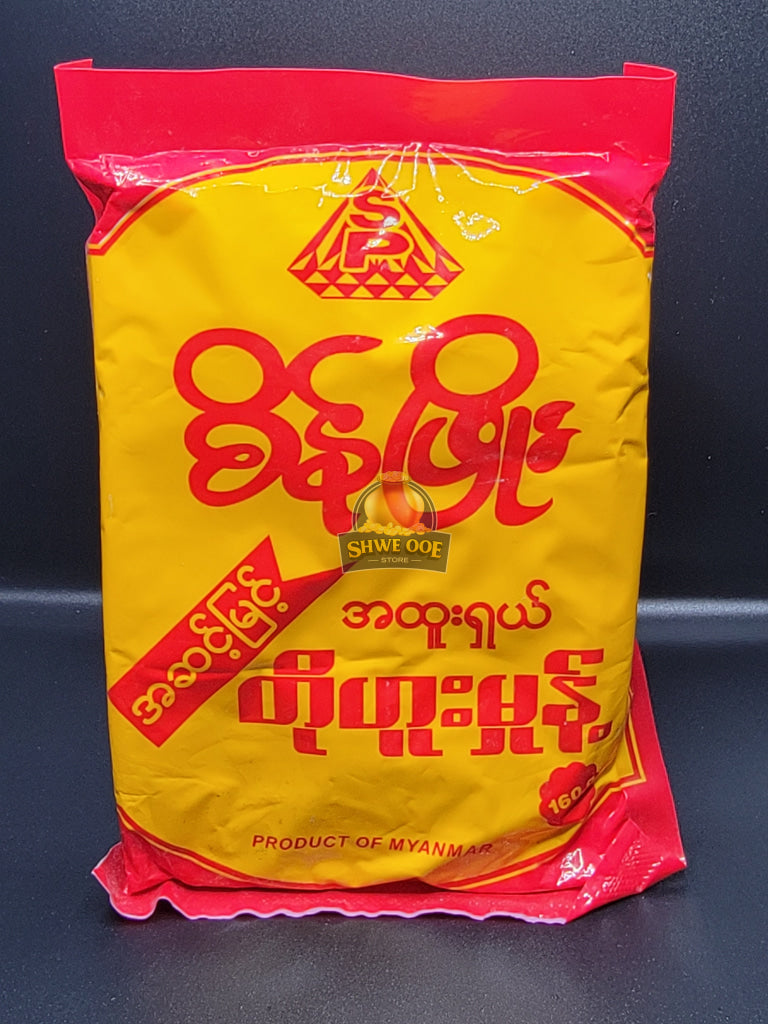 SP
စိန်ဖြိုး
SHWE OOE
STORE
အဆင့်မြင့်
အထူးရှယ်
တိုဟူးမှုန့်
160 G
PRODUCT OF MYANMAR